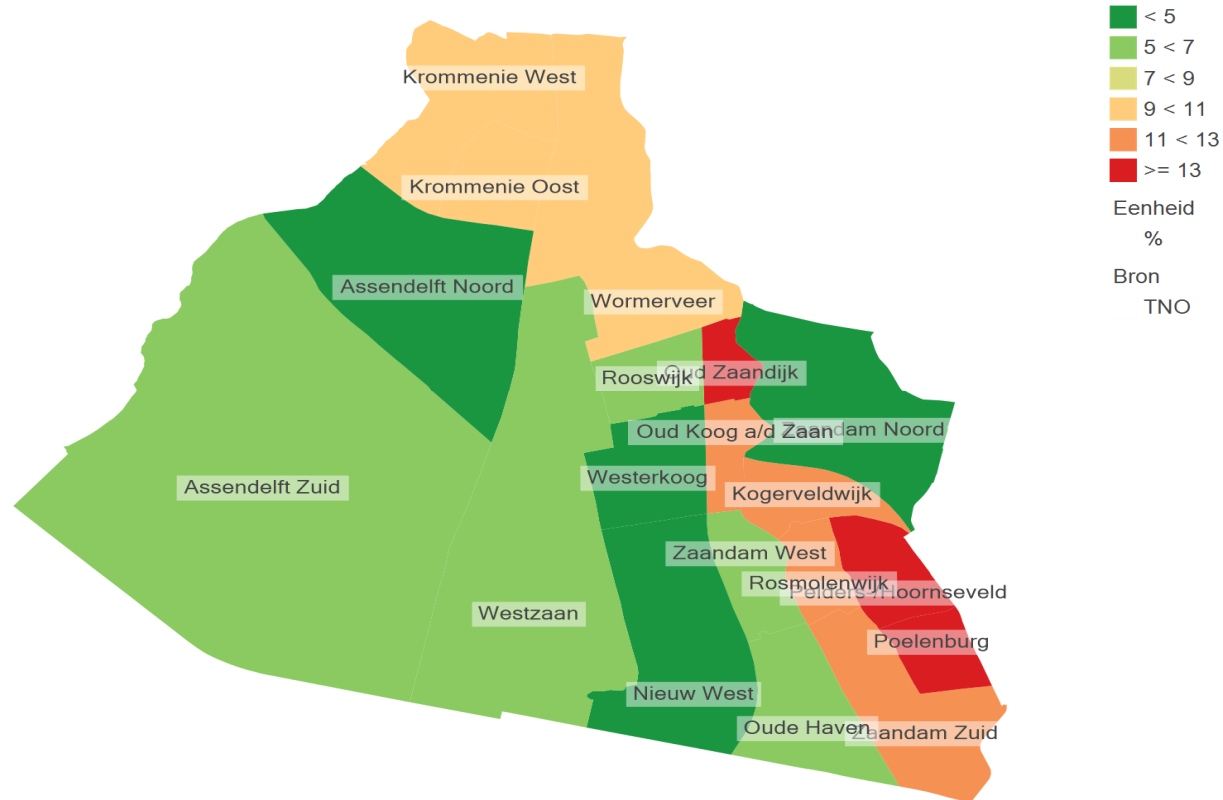 < 5
5 < 7
7 < 9
9 < 11
11 < 13
>= 13
Eenheid
%
Bron
TNO
Krommenie West
Krommenie Oost
Assendelft Noord
Wormerveer
Rooswijk
Oud Zaandijk
Oud Koog a/d Zaan
Zaandam Noord
Westerkoog
Assendelft Zuid
Kogerveldwijk
Zaandam West
Rosmolenwijk
Pelders-/Hoornseveld
Westzaan
Poelenburg
Nieuw West
Oude Haven
Zaandam Zuid